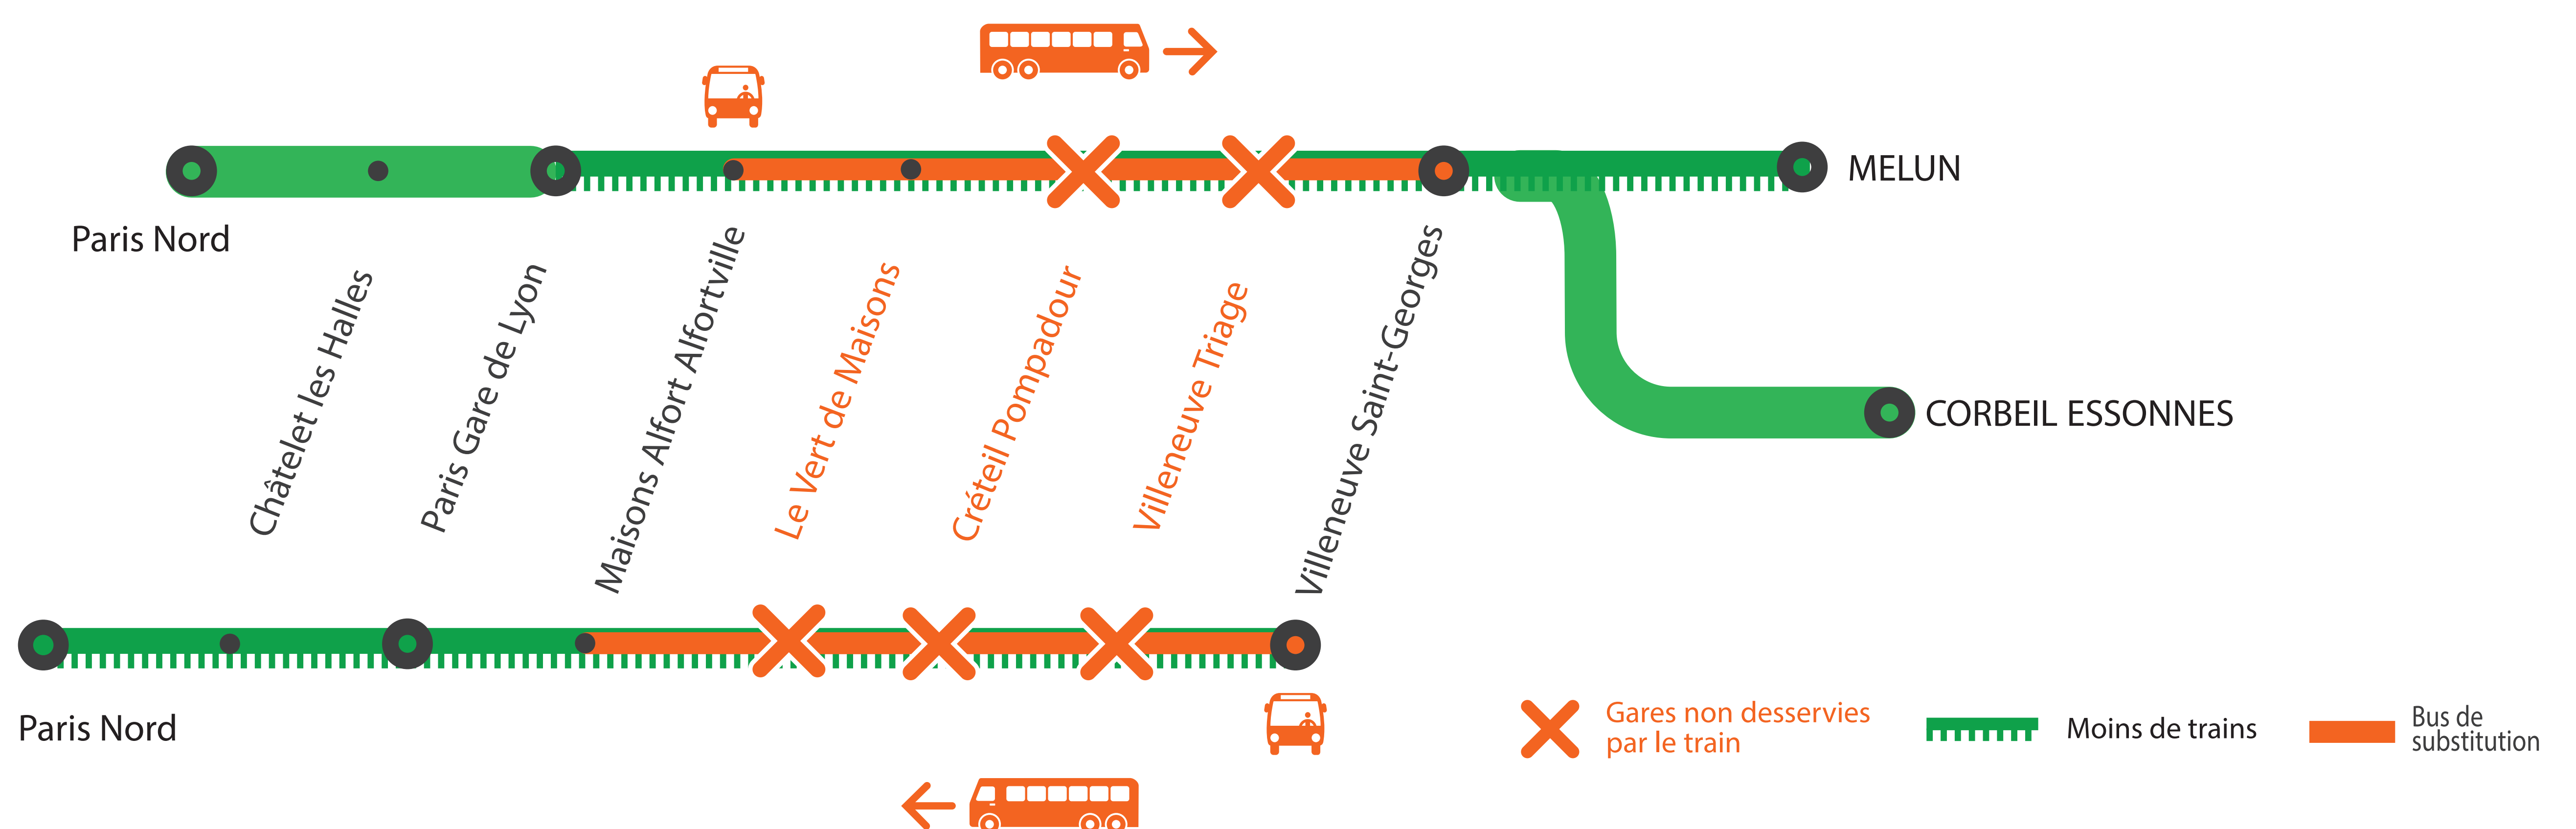 MELUN
Paris Nord
CORBEIL ESSONNES
Châtelet les Halles
Paris Gare de Lyon
Maisons Alfort Alfortville
Le Vert de Maisons
Créteil Pompadour
Villeneuve Triage
Villeneuve Saint-Georges
Paris Nord
Gares non desservies
par le train
Moins de trains
Bus de
substitution